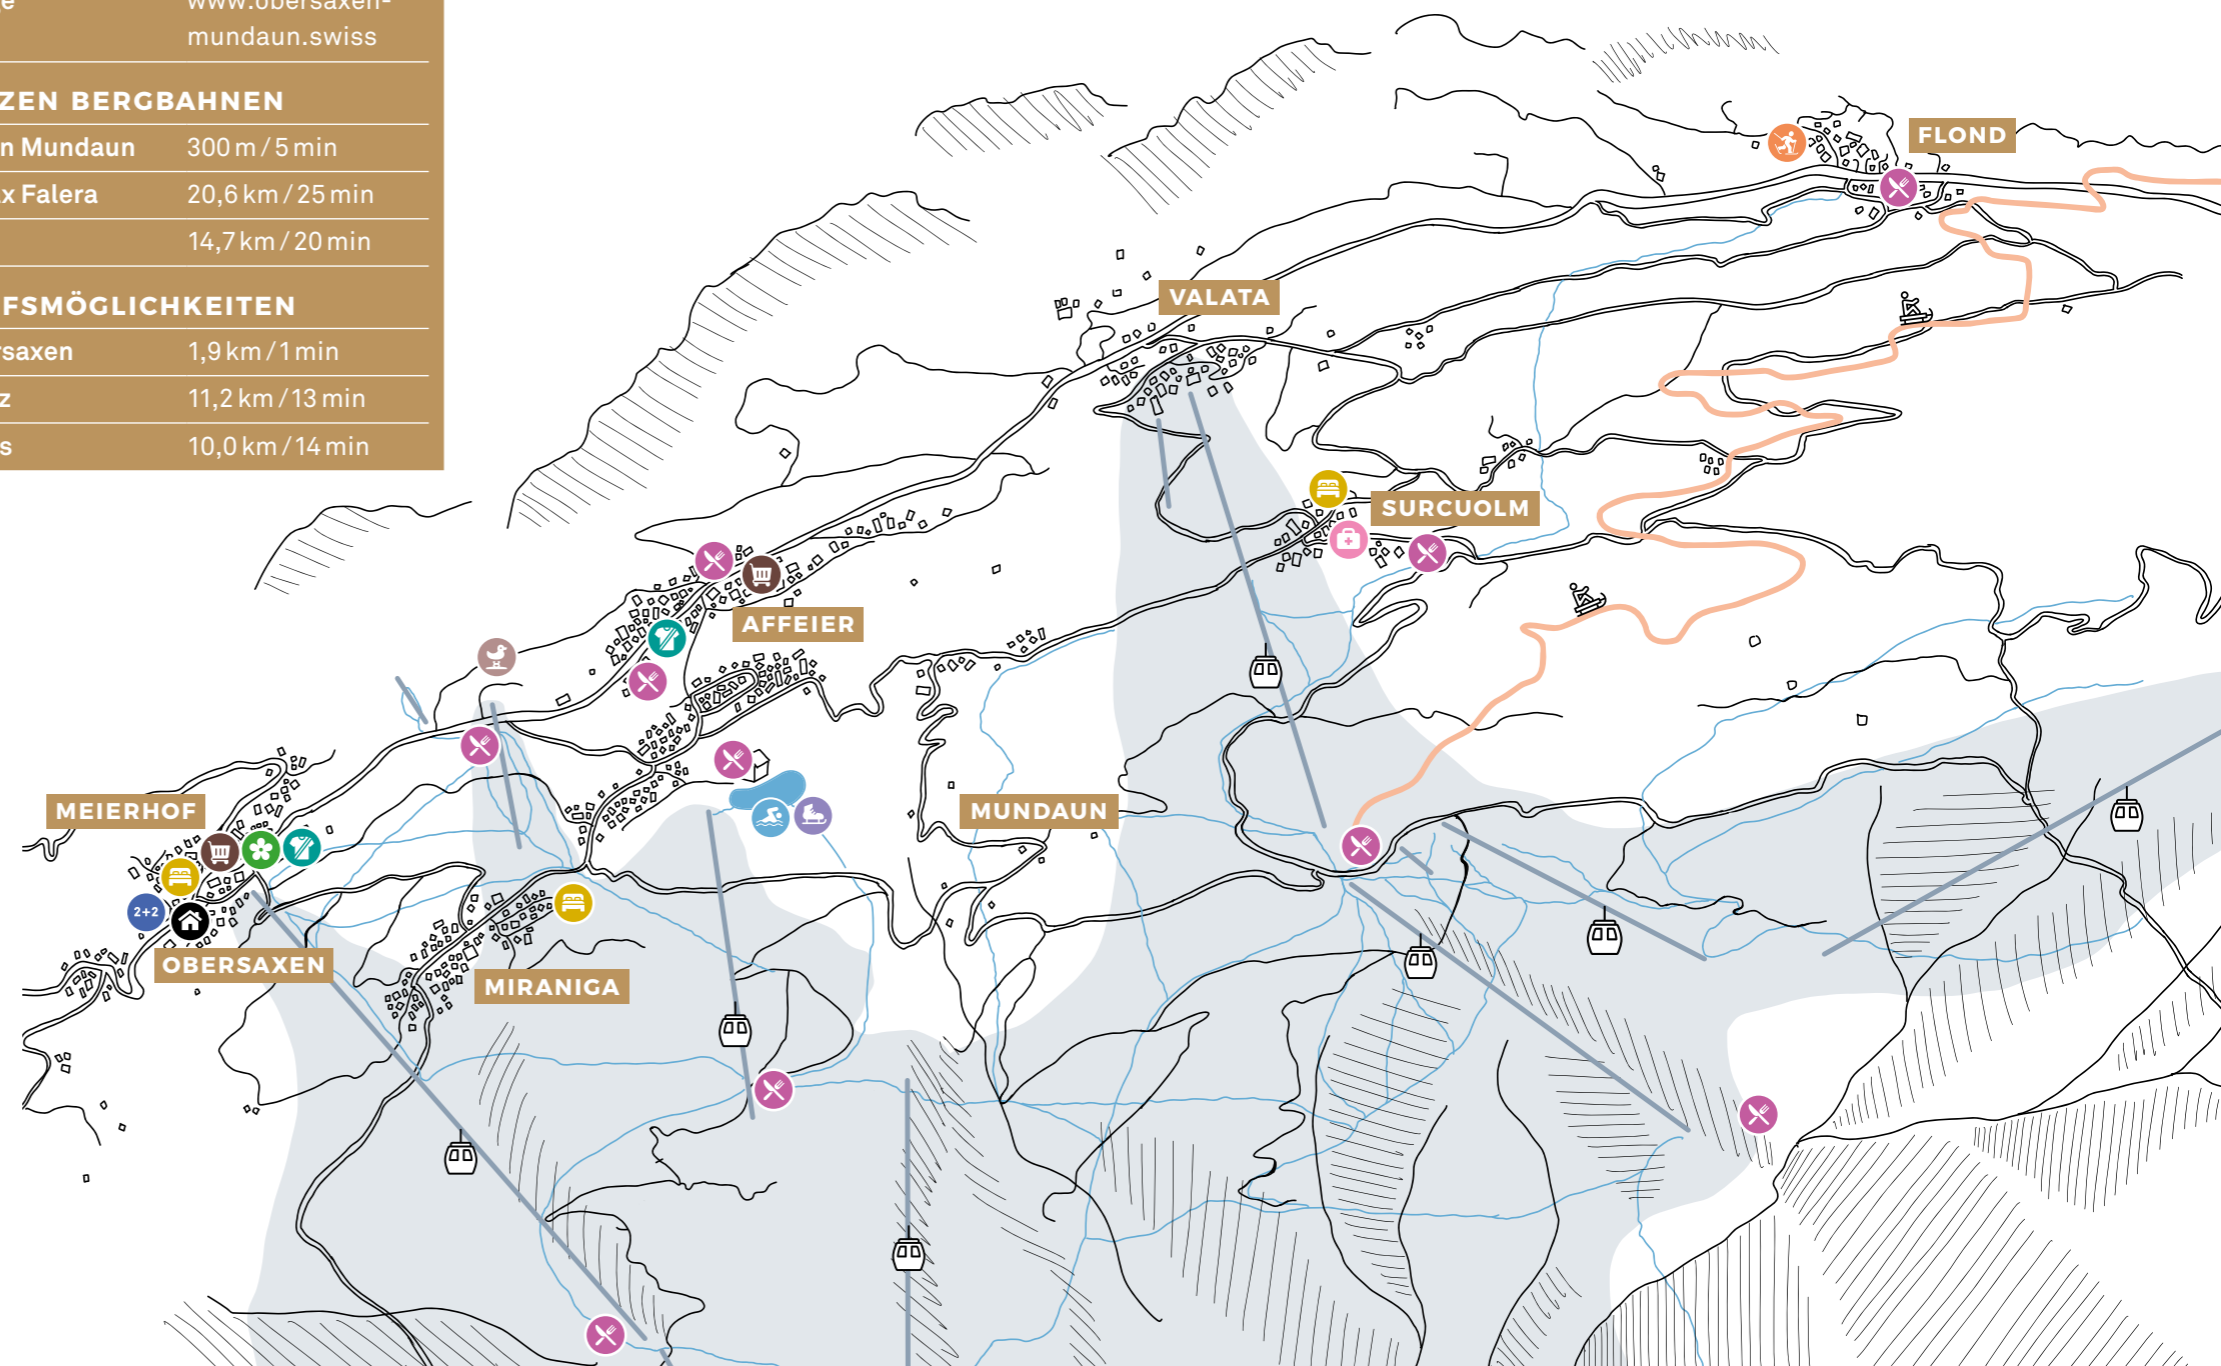 www.obersaxen-
mundaun.swiss
ZEN BERGBAHNEN
n Mundaun 300 m / 5 min
x Falera 20,6 km / 25 min
14,7 km / 20 min
FSMÖGLICHKEITEN
rsaxen 1,9 km / 1 min
z 11,2 km / 13 min
s 10,0 km / 14 min
FLOND
VALATA
SURCUOLM
AFFEIER
MEIERHOF
MUNDAUN
2+2
OBERSAXEN
MIRANIGA